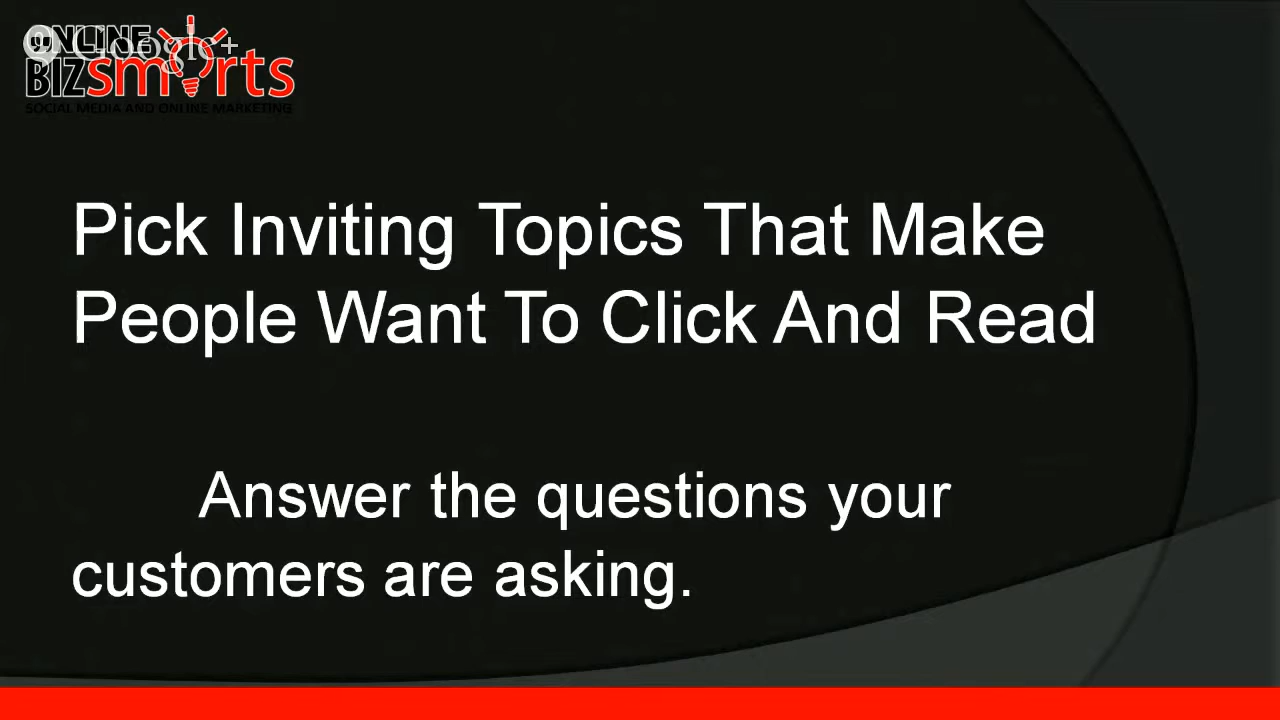 ONLINE
Google+
BIZsmarts
SOCIAL MEDIA AND ONLINE MARKETING
Pick Inviting Topics That Make
People Want To Click And Read
Answer the questions your
customers are asking.